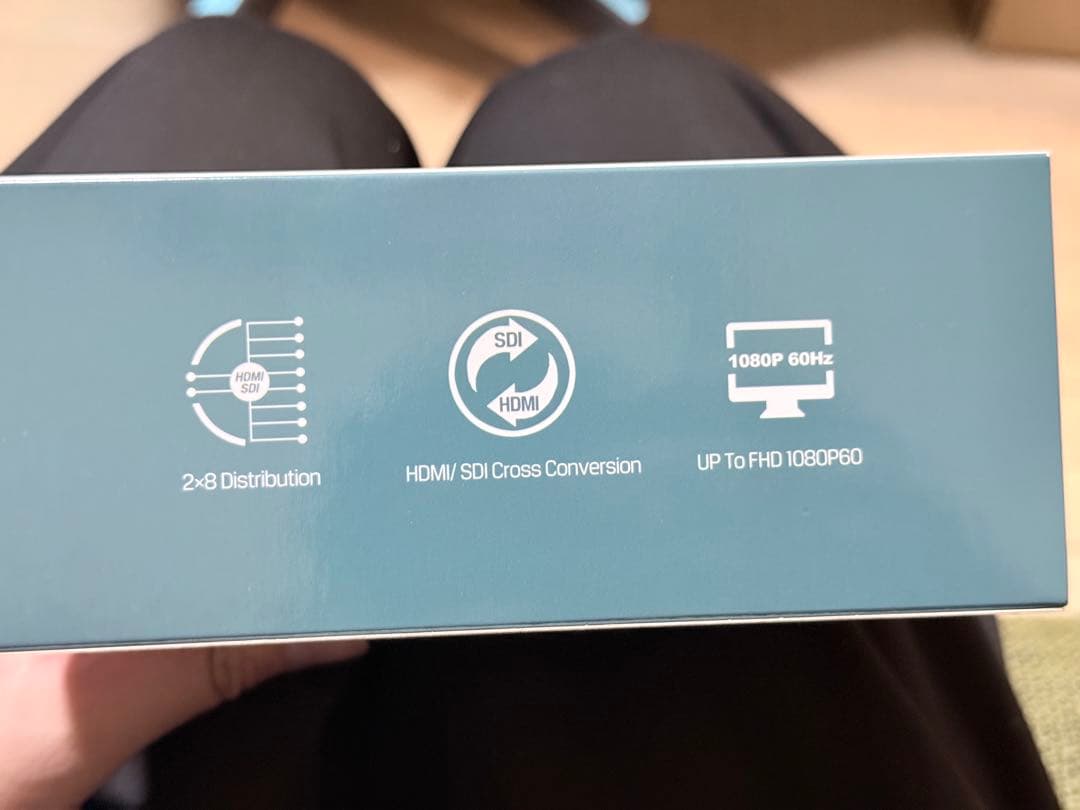 HDMI
SDI
2×8 Distribution
SDI
HDMI
HDMI/ SDI Cross Conversion
1080P 60Hz
UP To FHD 1080P60